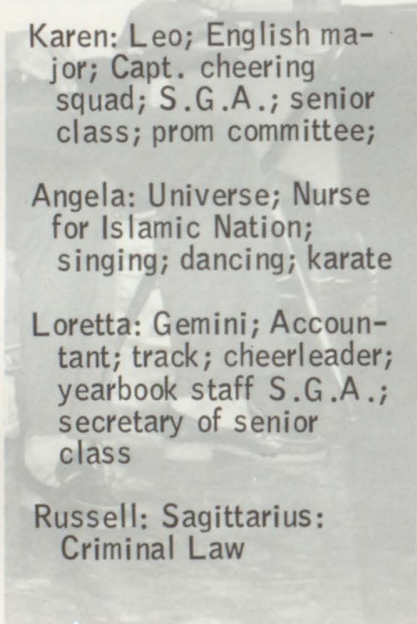 Karen: Leo; English ma-
jor; Capt. cheering
squad; S.G.A.; senior
class; prom committee;
Angela: Universe; Nurse
for Islamic Nation;
singing; dancing; karate
Loretta: Gemini; Accoun-
tant; track; cheerleader;
yearbook staff S.G.A.;
secretary of senior
class
Russell: Sagittarius:
Criminal Law